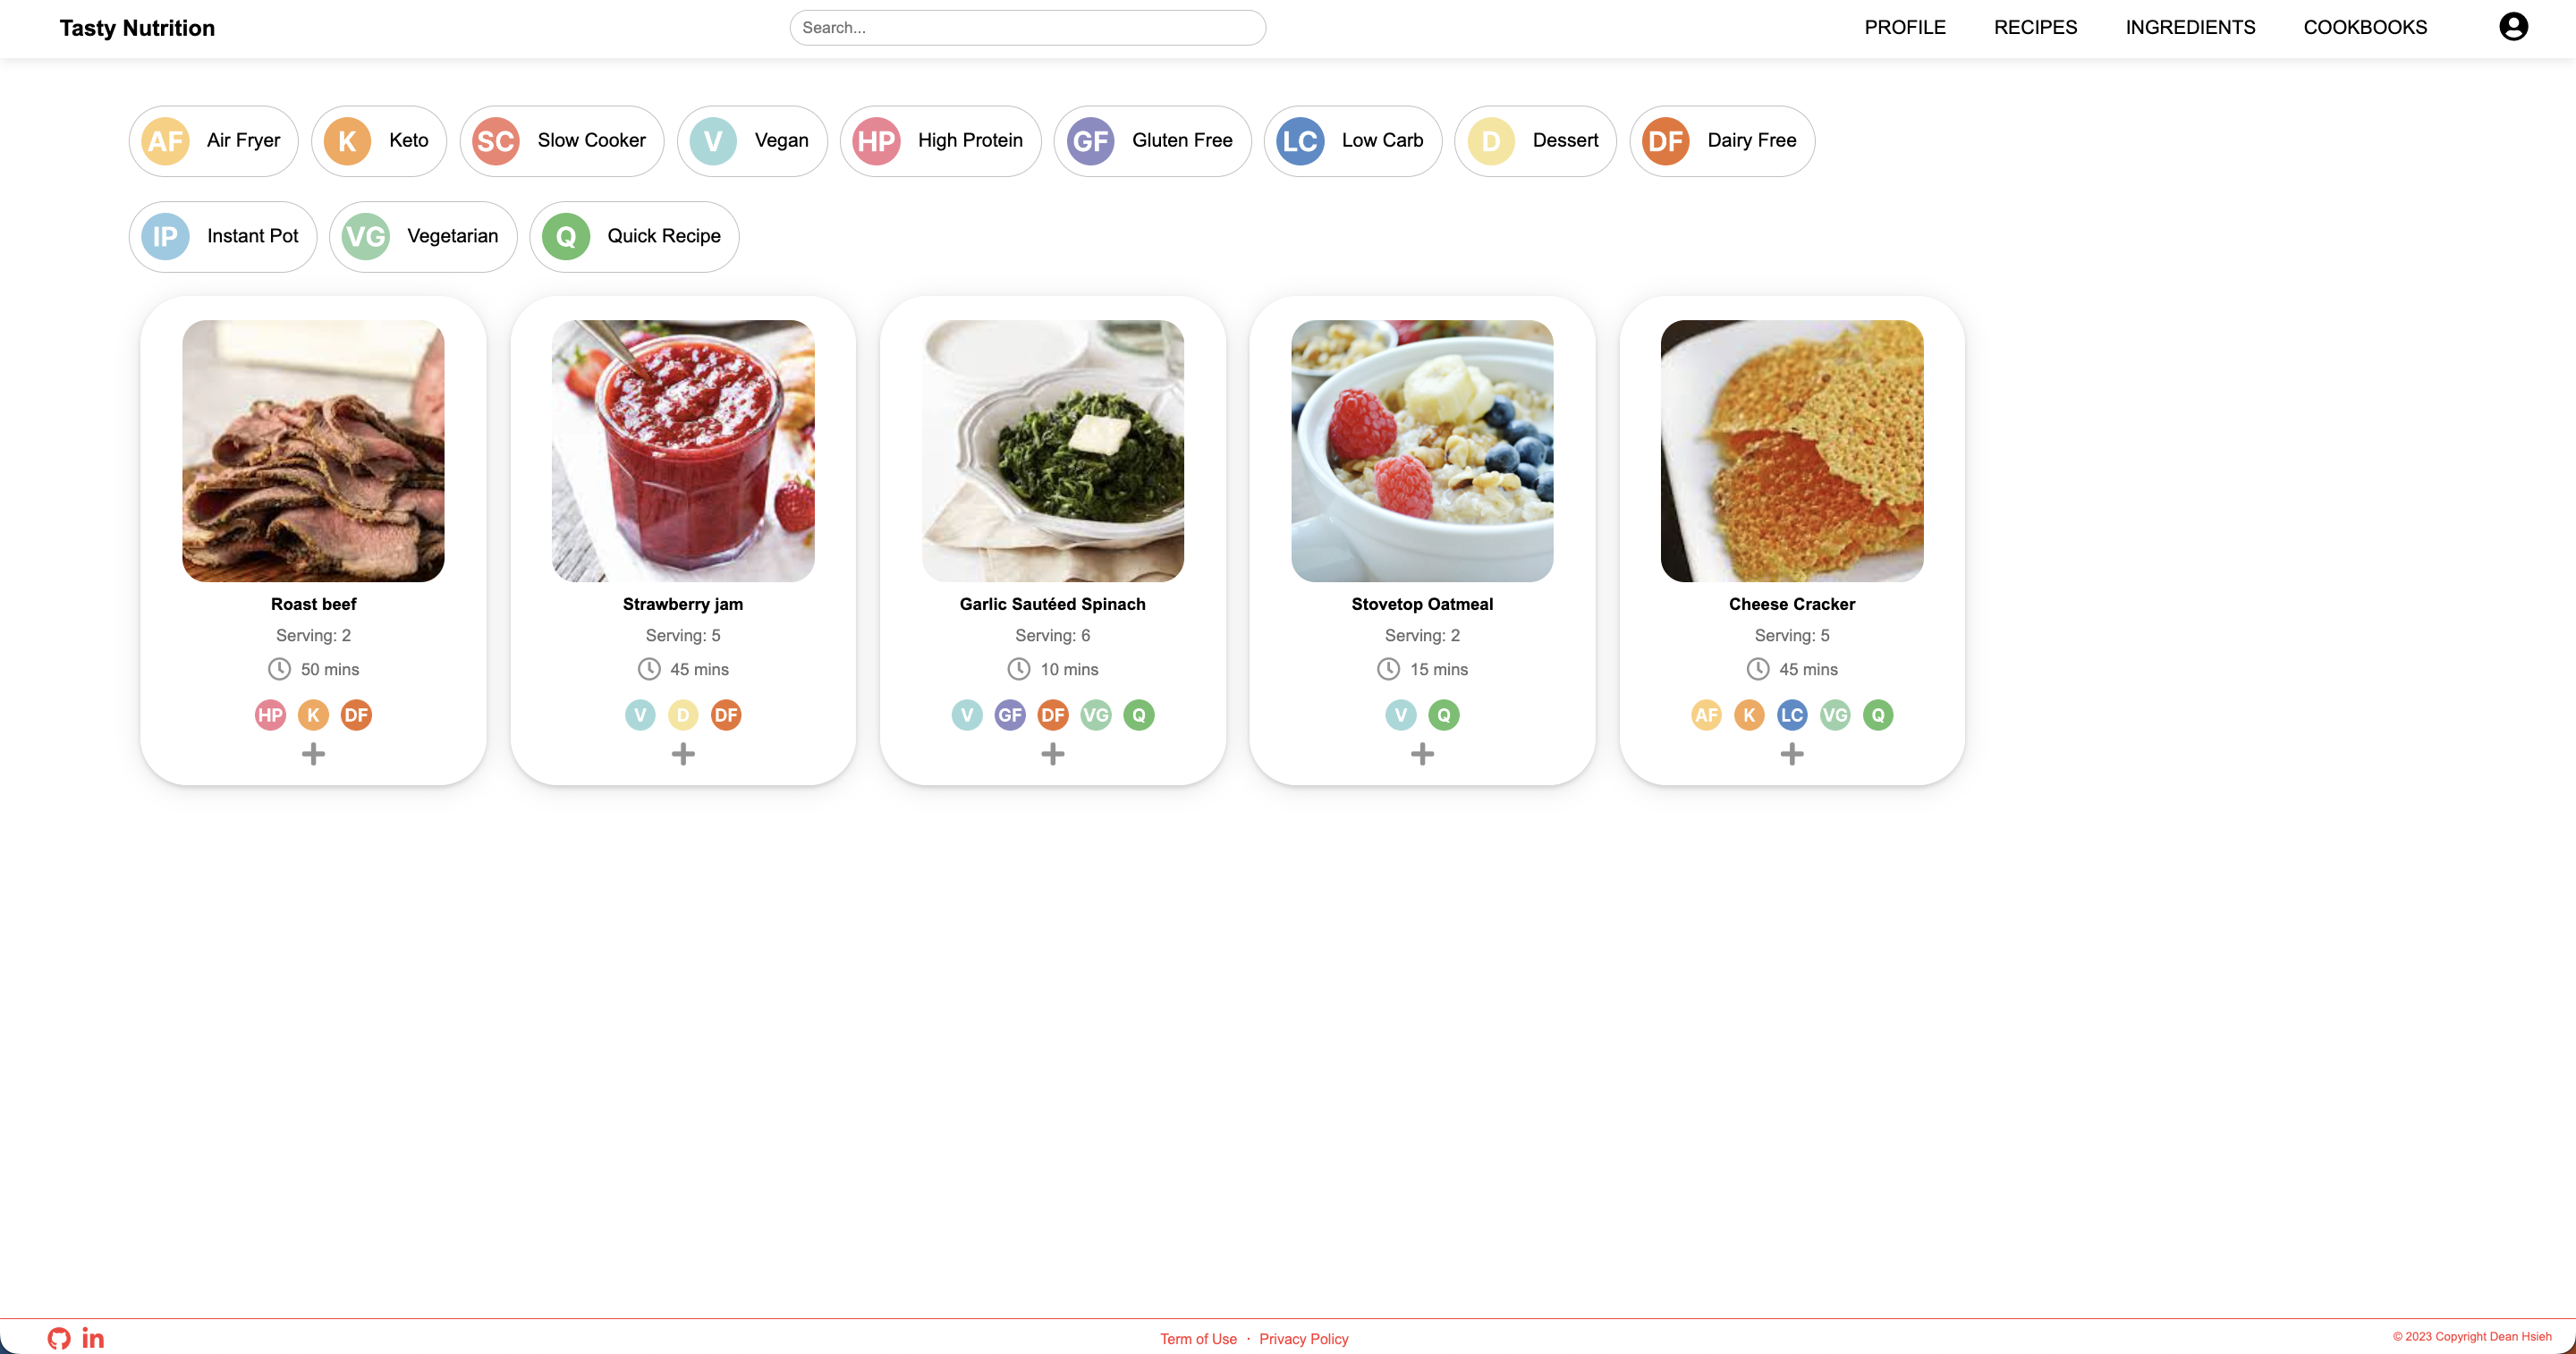 Tasty Nutrition
Search...
PROFILE RECIPES INGREDIENTS COOKBOOKS
AF Air Fryer K Keto SC Slow Cooker V Vegan HP High Protein GF Gluten Free LC Low Carb D Dessert DF Dairy Free
IP Instant Pot VG Vegetarian Q Quick Recipe
Roast beef
Serving: 2
50 mins
HP K DF
Strawberry jam
Serving: 5
45 mins
V D DF
Garlic Sautéed Spinach
Serving: 6
10 mins
V GF DF VG Q
Stovetop Oatmeal
Serving: 2
15 mins
V Q
Cheese Cracker
Serving: 5
45 mins
AF K LC VG Q
in
Term of Use · Privacy Policy
© 2023 Copyright Dean Hsieh